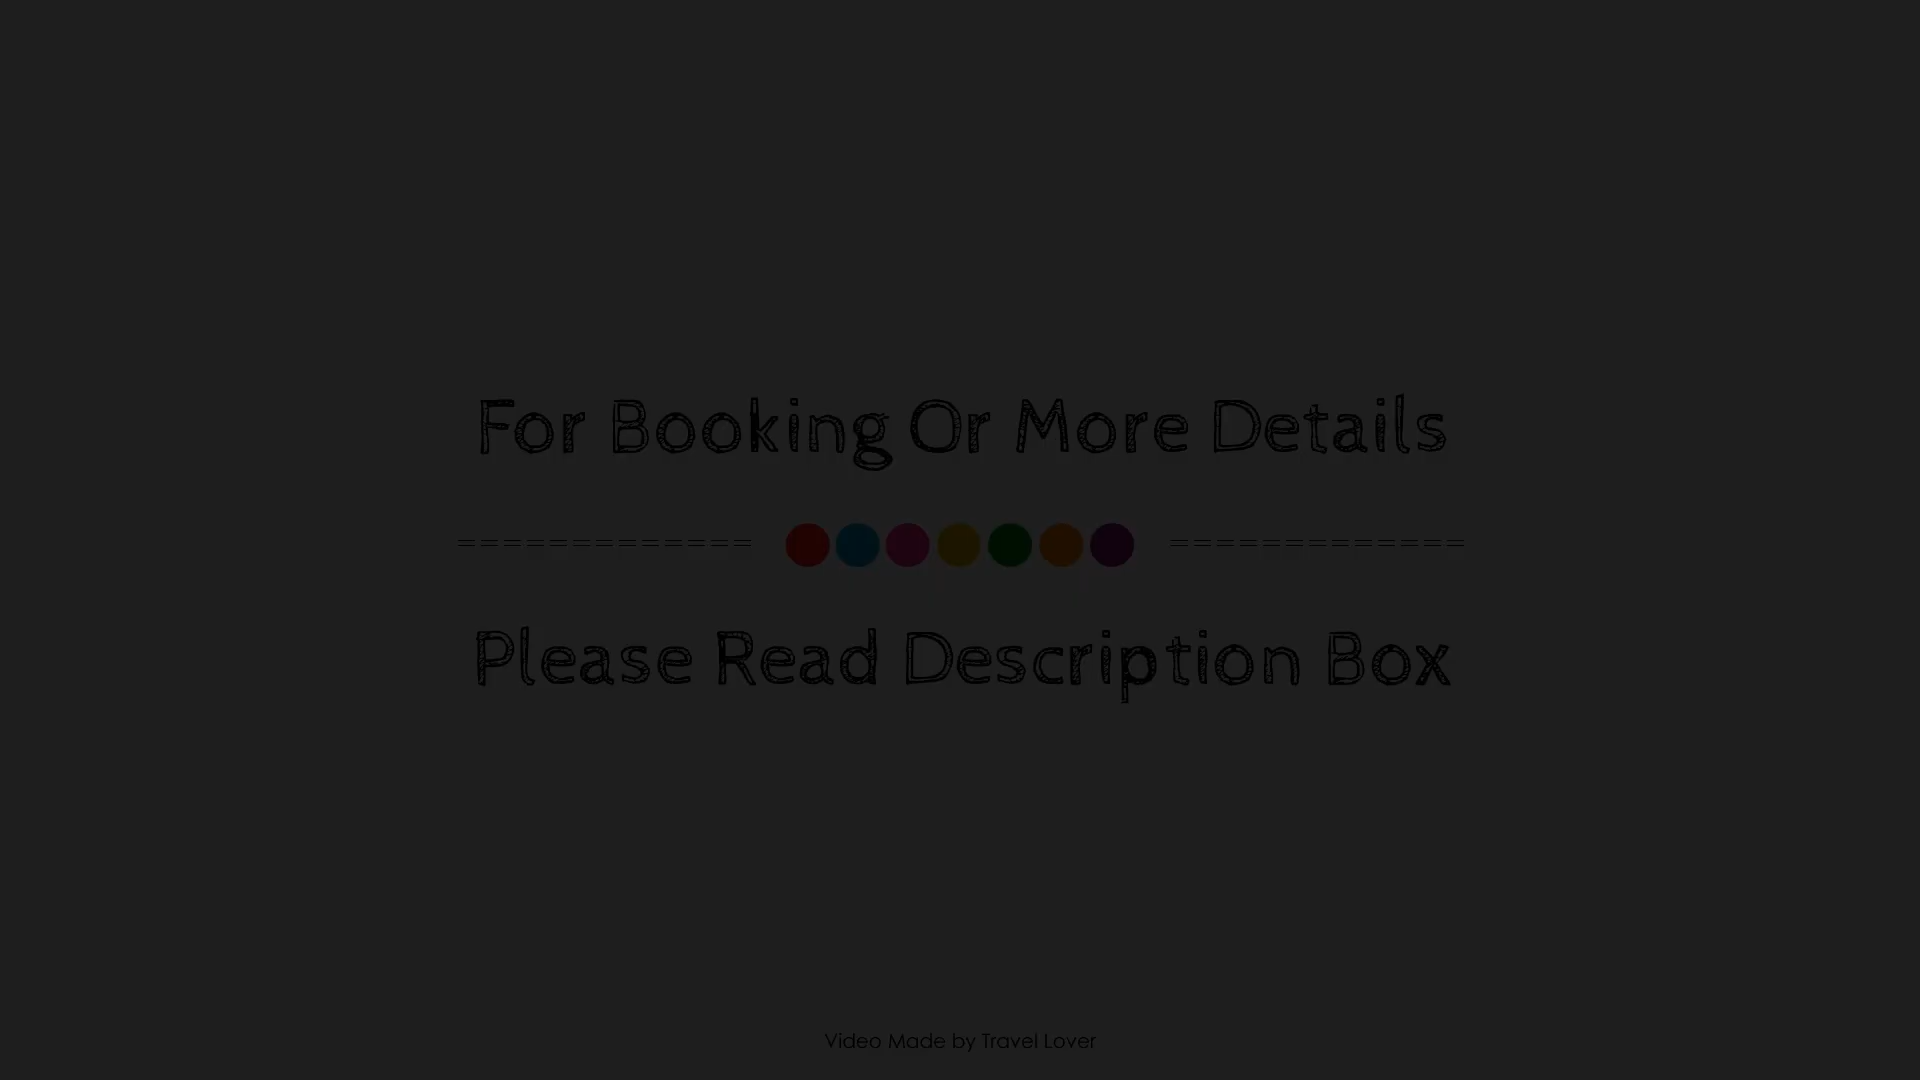 For Booking Or More Details
============= =============
Please Read Description Box
Video Made by Travel Lover